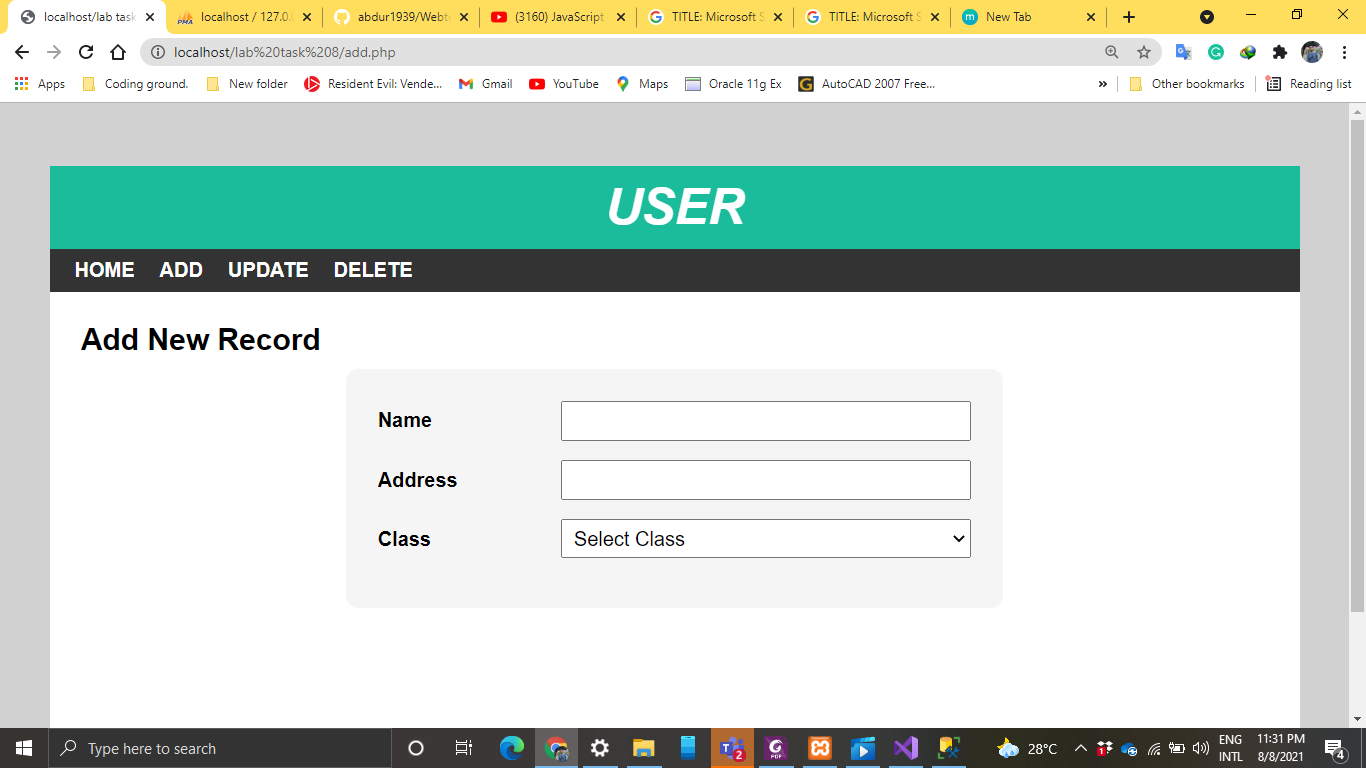 localhost/lab task
localhost / 127.0.
abdur1939/Webte
(3160) JavaScript
TITLE: Microsoft S
TITLE: Microsoft S
New Tab
localhost/lab%20task%208/add.php
Apps
Coding ground.
New folder
Resident Evil: Vende...
Gmail
YouTube
Maps
Oracle 11g Ex
AutoCAD 2007 Free...
»
Other bookmarks
Reading list
USER
HOME ADD UPDATE DELETE
Add New Record
Name
Address
Class
Select Class
Type here to search
28°C
ENG
INTL
11:31 PM
8/8/2021